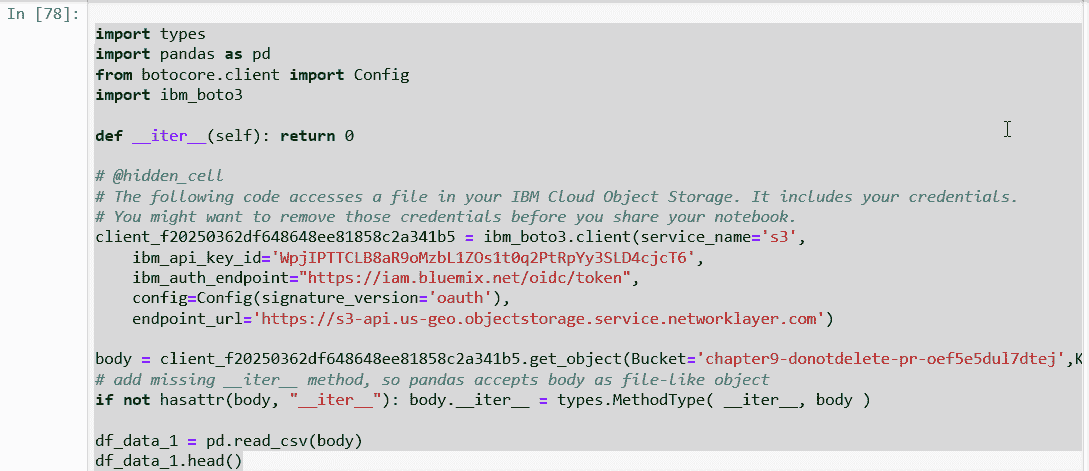 In [78]:
import types
import pandas as pd
from botocore.client import Config
import ibm_boto3
def __iter__(self): return 0
# @hidden_cell
# The following code accesses a file in your IBM Cloud Object Storage. It includes your credentials.
# You might want to remove those credentials before you share your notebook.
client_f20250362df648648ee81858c2a341b5 = ibm_boto3.client(service_name='s3',
ibm_api_key_id='WpjIPTTCLB8aR9oMzbL1ZOs1t0q2PtRpYy3SLD4cjcT6',
ibm_auth_endpoint="https://iam.bluemix.net/oidc/token",
config=Config(signature_version='oauth'),
endpoint_url='https://s3-api.us-geo.objectstorage.service.networklayer.com')
body = client_f20250362df648648ee81858c2a341b5.get_object(Bucket='chapter9-donotdelete-pr-oef5e5dul7dtej',K
# add missing __iter__ method, so pandas accepts body as file-like object
if not hasattr(body, "__iter__"): body.__iter__ = types.MethodType( __iter__, body )
df_data_1 = pd.read_csv(body)
df_data_1.head()